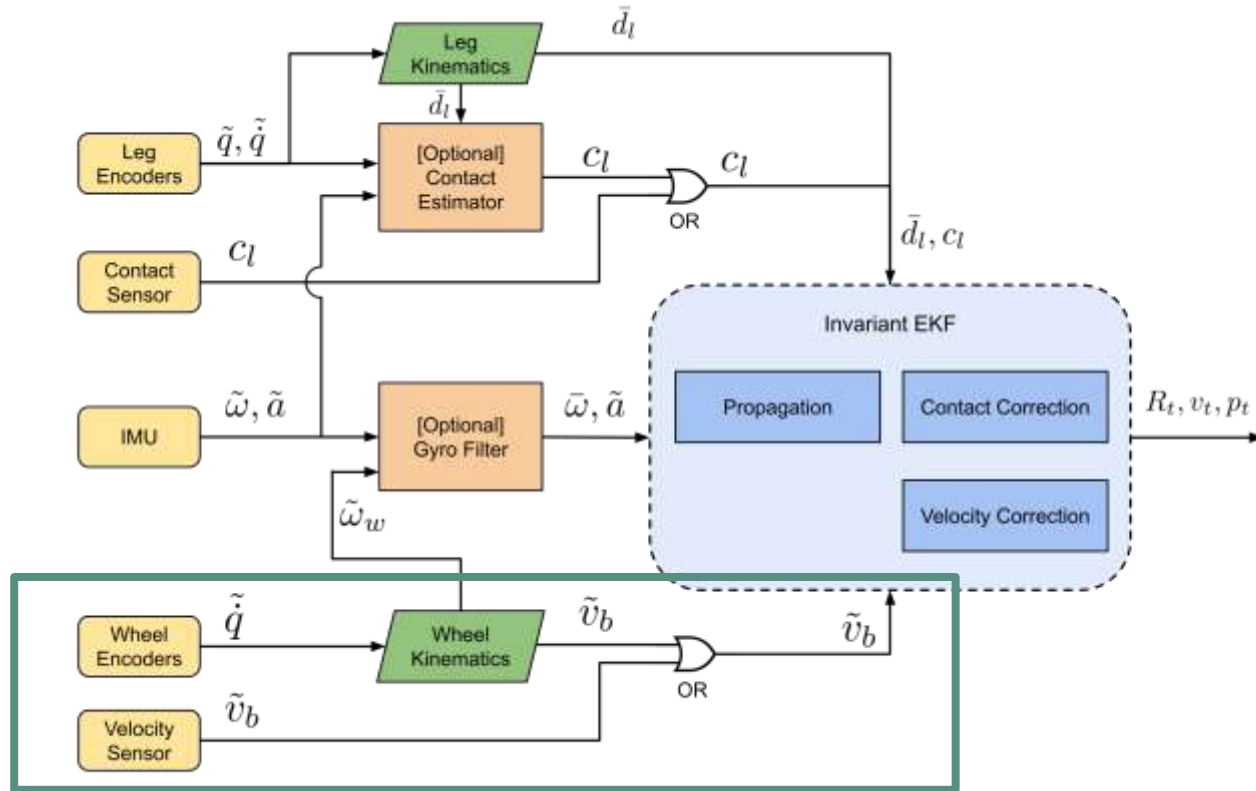 Leg
Kinematics
d̄_l
d̄_l
Leg
Encoders
q̃, q̇̃
[Optional]
Contact
Estimator
c_l
OR
c_l
d̄_l, c_l
Contact
Sensor
c_l
Invariant EKF
Propagation
Contact Correction
Velocity Correction
R_t, v_t, p_t
IMU
ω̃, ã
[Optional]
Gyro Filter
ω̄, ã
ω̃_w
Wheel
Encoders
q̇̃
Wheel
Kinematics
ṽ_b
OR
ṽ_b
Velocity
Sensor
ṽ_b